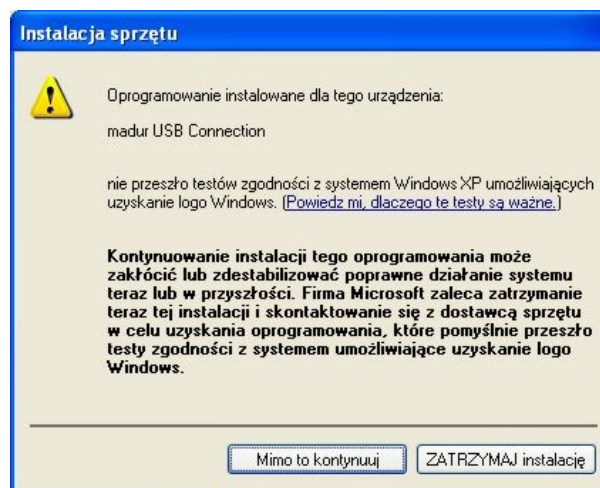 Instalacja sprzętu
Oprogramowanie instalowane dla tego urządzenia:
madur USB Connection
nie przeszło testów zgodności z systemem Windows XP umożliwiających
uzyskanie logo Windows. (Powiedz mi, dlaczego te testy są ważne.)
Kontynuowanie instalacji tego oprogramowania może
zakłócić lub zdestabilizować poprawne działanie systemu
teraz lub w przyszłości. Firma Microsoft zaleca zatrzymanie
teraz tej instalacji i skontaktowanie się z dostawcą sprzętu
w celu uzyskania oprogramowania, które pomyślnie przeszło
testy zgodności z systemem umożliwiające uzyskanie logo
Windows.
Mimo to kontynuuj
ZATRZYMAJ instalację